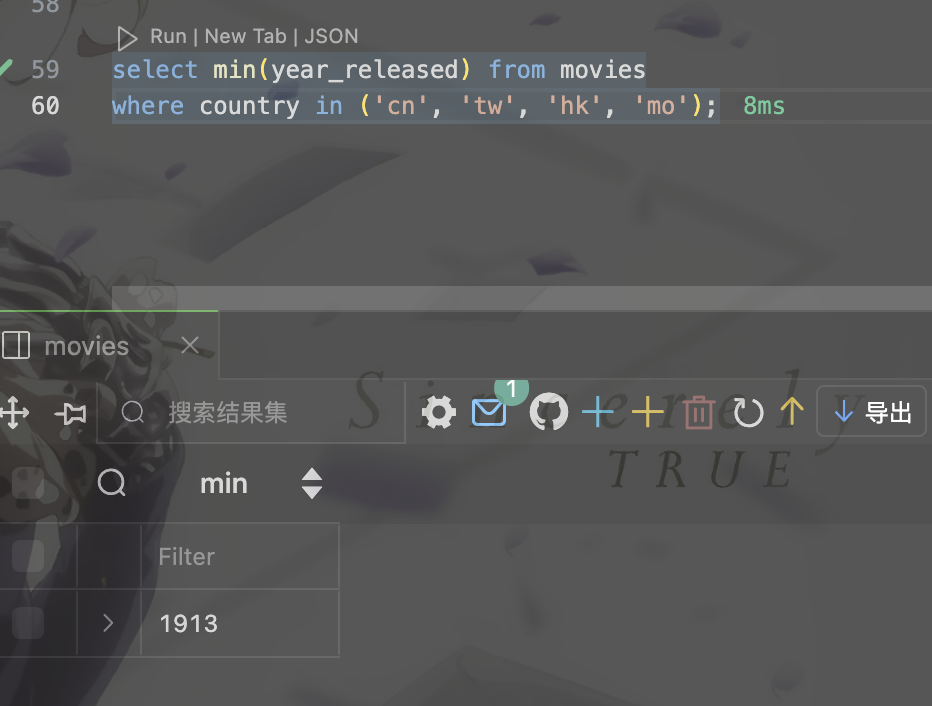 58
Run | New Tab | JSON
59 select min(year_released) from movies
60 where country in ('cn', 'tw', 'hk', 'mo'); 8ms
movies
搜索结果集 1 导出
Sincerely
TRUE
min
Filter
1913